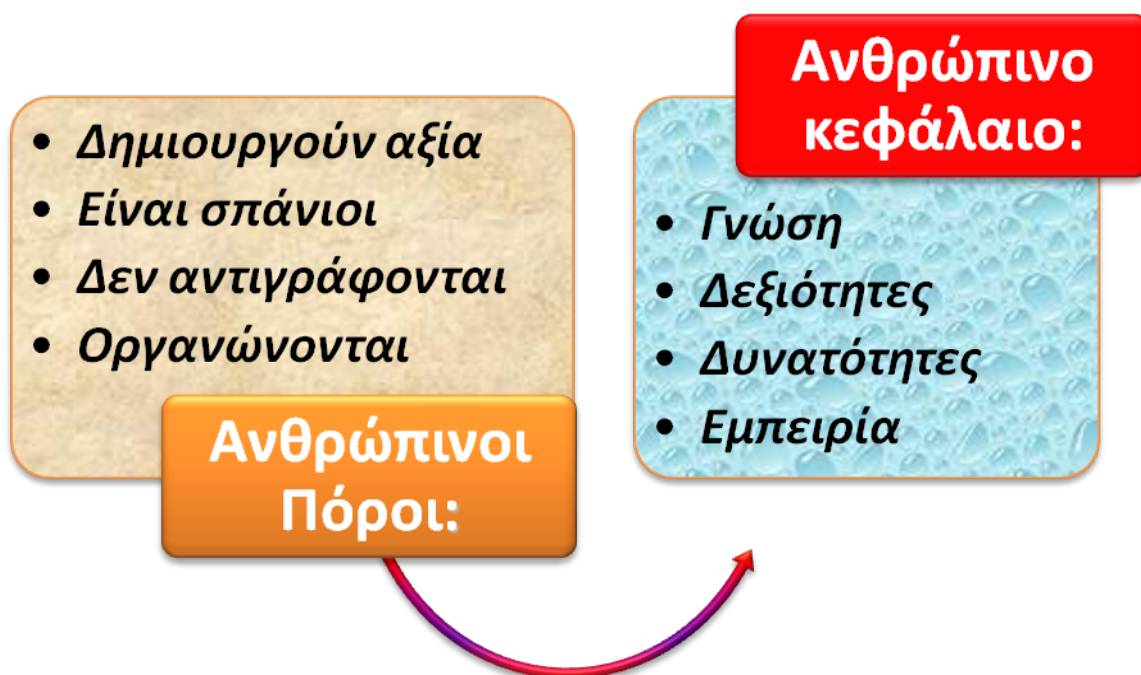 • Δημιουργούν αξία
• Είναι σπάνιοι
• Δεν αντιγράφονται
• Οργανώνονται
Ανθρώπινοι
Πόροι:
Ανθρώπινο
κεφάλαιο:
• Γνώση
• Δεξιότητες
• Δυνατότητες
• Εμπειρία